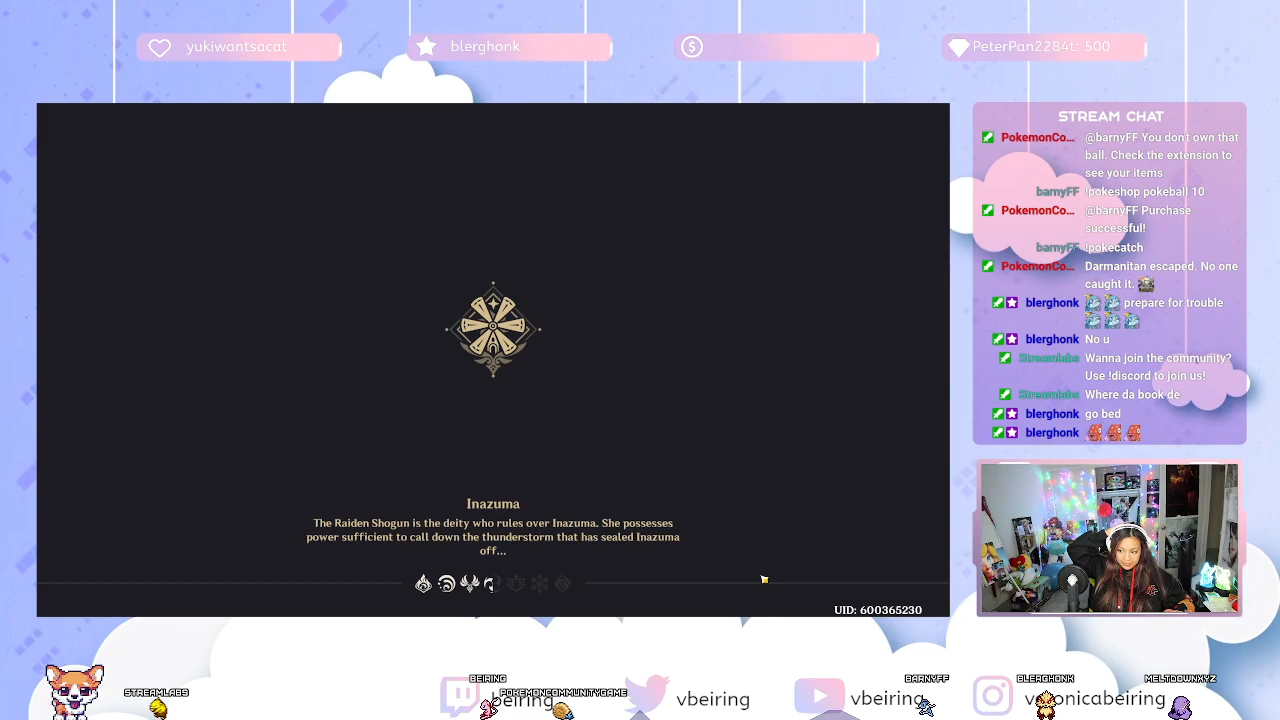 yukiwantsacat
blerghonk
PeterPan2284t: 500
STREAM CHAT
PokemonCo... @barnyFF You don't own that
ball. Check the extension to
see your items
barnyFF !pokeshop pokeball 10
PokemonCo... @barnyFF Purchase
successful!
barnyFF !pokecatch
PokemonCo... Darmanitan escaped. No one
caught it.
blerghonk prepare for trouble
blerghonk No u
Streamlabs Wanna join the community?
Use !discord to join us!
Streamlabs Where da book de
blerghonk go bed
blerghonk
Inazuma
The Raiden Shogun is the deity who rules over Inazuma. She possesses
power sufficient to call down the thunderstorm that has sealed Inazuma
off...
UID: 600365230
STREAMLABS
BEIRING
POKEMONCOMMUNITYGAME
BARNYFF
BLERGHONK
MELTDOWNXYZ
beiring
vbeiring
vbeiring